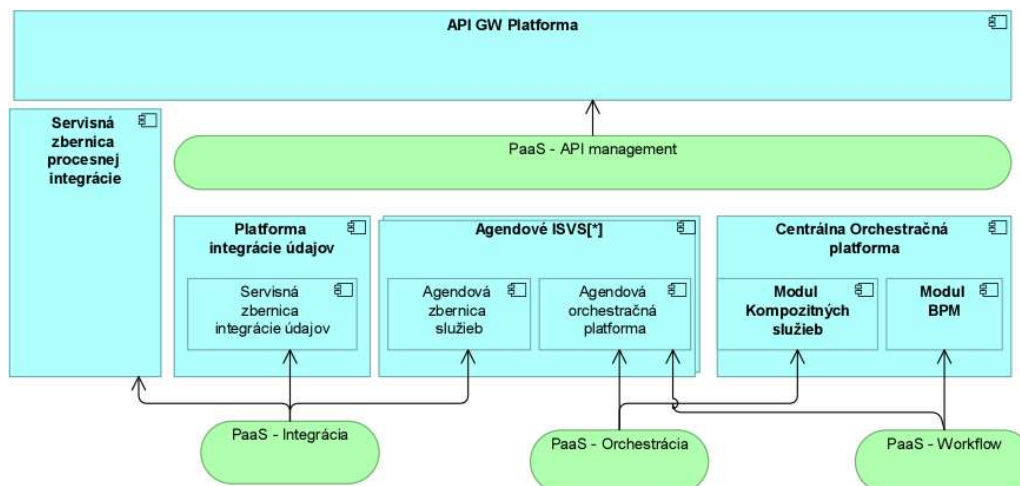 API GW Platforma
Servisná
zbernica
procesnej
integrácie
PaaS - API management
Platforma
integrácie údajov
Servisná
zbernica
integrácie údajov
Agendové ISVS[*]
Agendová
zbernica
služieb
Agendová
orchestračná
platforma
Centrálna Orchestračná
platforma
Modul
Kompozitných
služieb
Modul
BPM
PaaS - Integrácia
PaaS - Orchestrácia
PaaS - Workflow